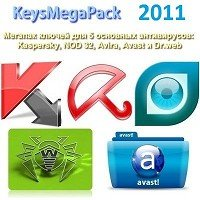 KeysMegaPack 2011
Мегапак ключей для 5 основных антивирусов:
Kaspersky, NOD 32, Avira, Avast и Dr.web
avast!